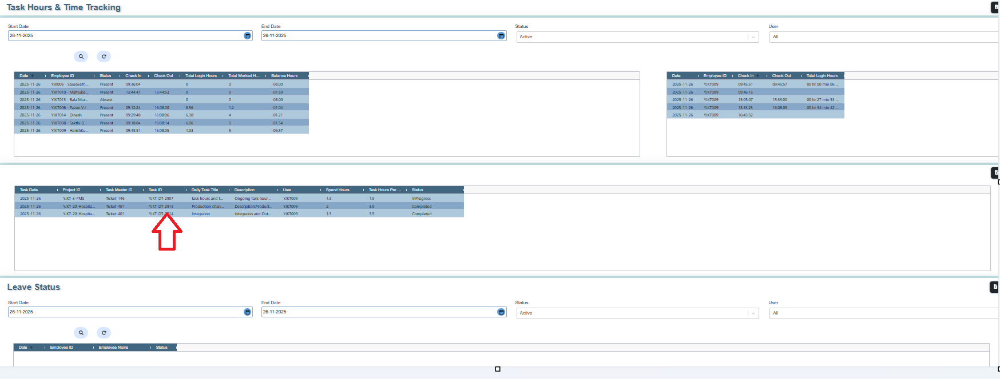 Task Hours & Time Tracking
Start Date End Date Status User
26-11-2025 26-11-2025 Active All
Date Employee ID Status Check In Check Out Total Login Hours Total Worked H... Balance Hours
2025-11-26 YJK005 - Saraswath... Present 09:36:04 0 0 -08.00
2025-11-26 YJKT010 - Mathuba... Present 13:44:47 13:44:53 0 0 -07.59
2025-11-26 YJKT013 - Bala Mur... Absent 0 0 -08.00
2025-11-26 YJKT006 - Pavun.V.J Present 09:12:24 16:08:00 6.56 1.2 -01.04
2025-11-26 YJKT014 - Dinesh Present 09:29:48 16:08:06 6.38 4 -01.21
2025-11-26 YJKT008 - Sakthi G... Present 09:18:04 16:08:14 6.06 5 -01.54
2025-11-26 YJKT009 - HarishKu... Present 09:45:51 16:08:05 1.03 5 -06.57
Date Employee ID Check In Check Out Total Login Hours
2025-11-26 YJKT009 09:45:51 09:45:57 00 hr 00 min 06 ...
2025-11-26 YJKT009 09:46:15
2025-11-26 YJKT009 15:05:07 15:33:00 00 hr 27 min 53 ...
2025-11-26 YJKT009 15:33:23 16:08:05 00 hr 34 min 42 ...
2025-11-26 YJKT009 16:43:32
Task Date Project ID Task Master ID Task ID Daily Task Title Description User Spend Hours Task Hours Per ... Status
2025-11-26 YJKT-3-PMS Ticket-146 YJKT-DT-2907 task hours and t... Ongoing task hour... YJKT009 1.3 1.5 InProgress
2025-11-26 YJKT-20-Hospita... Ticket-401 YJKT-DT-2913 Production chan... Description:Product... YJKT009 2 3.5 Completed
2025-11-26 YJKT-20-Hospita... Ticket-401 Integraion Integraion and Out... YJKT009 1.3 3.5 Completed
Leave Status
Start Date End Date Status User
26-11-2025 26-11-2025 Active All
Date Employee ID Employee Name Status